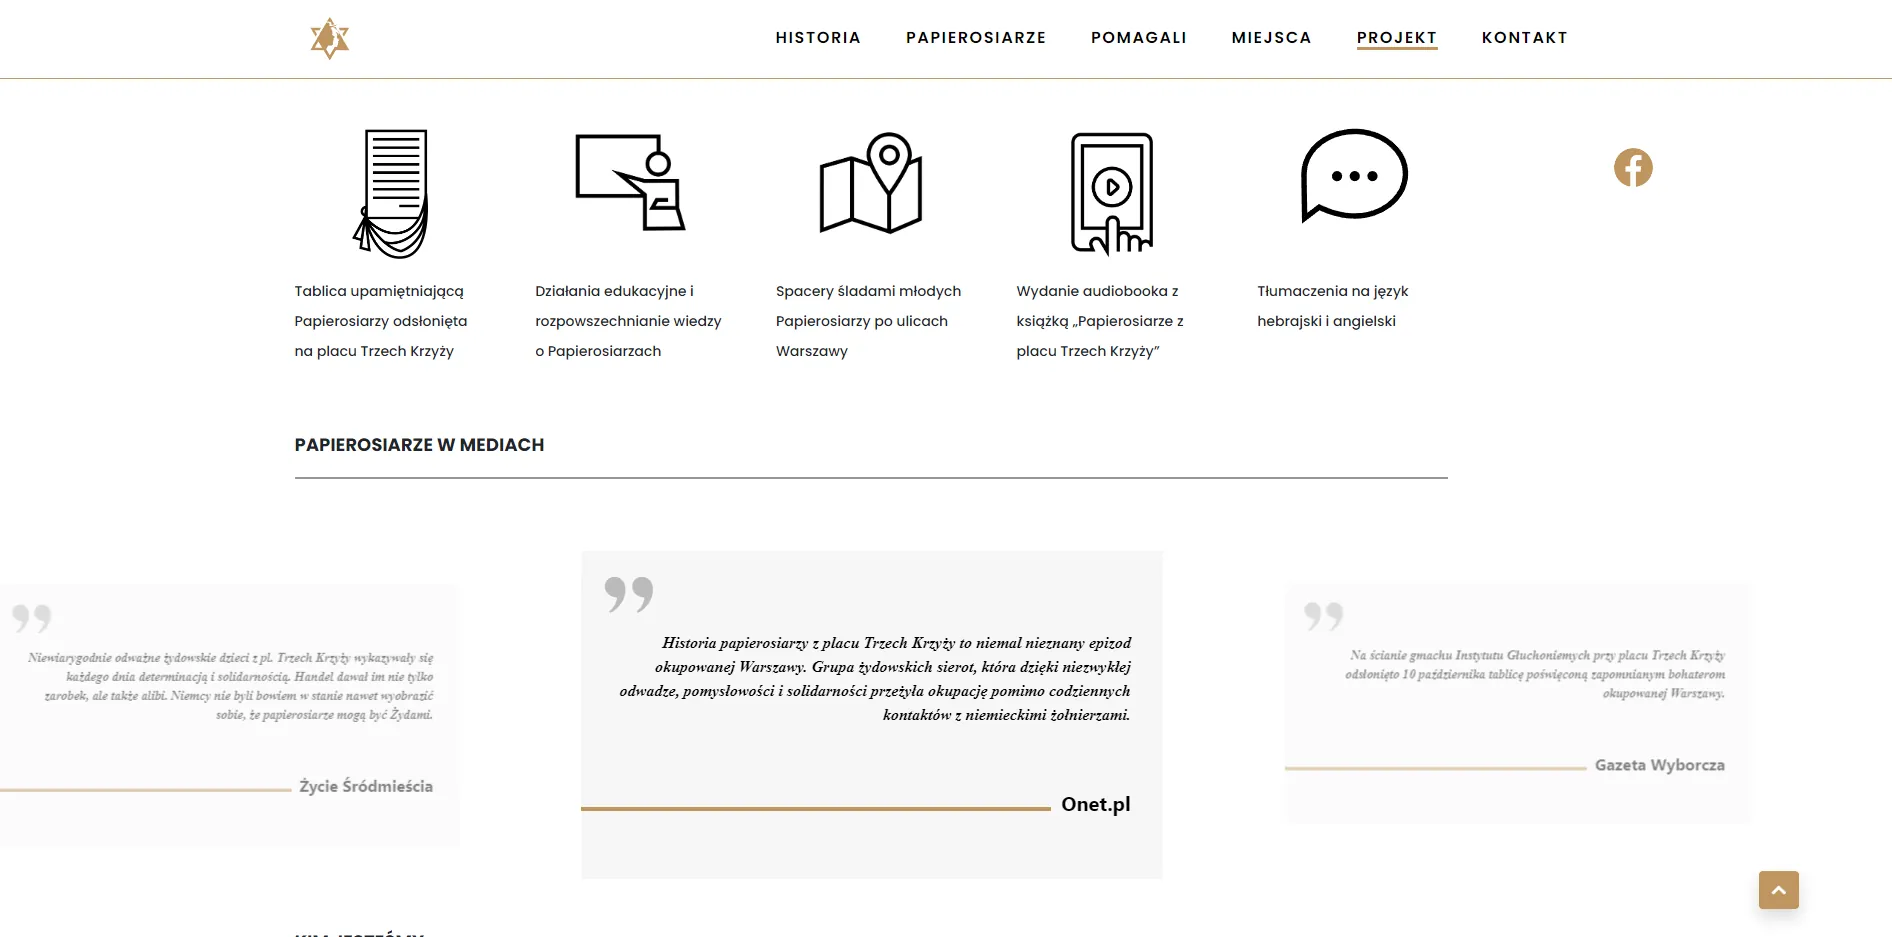 HISTORIA PAPIEROSIARZE POMAGALI MIEJSCA PROJEKT KONTAKT
Tablica upamiętniającą
Papierosiarzy odsłonięta
na placu Trzech Krzyży
Działania edukacyjne i
rozpowszechnianie wiedzy
o Papierosiarzach
Spacery śladami młodych
Papierosiarzy po ulicach
Warszawy
Wydanie audiobooka z
książką „Papierosiarze z
placu Trzech Krzyży”
Tłumaczenia na język
hebrajski i angielski
PAPIEROSIARZE W MEDIACH
Niewiarygodnie odważne żydowskie dzieci z pl. Trzech Krzyży wykazywały się
każdego dnia determinacją i solidarnością. Handel dawał im nie tylko
zarobek, ale także alibi. Niemcy nie byli bowiem w stanie nawet wyobrazić
sobie, że papierosiarze mogą być Żydami.
Życie Śródmieścia
Historia papierosiarzy z placu Trzech Krzyży to niemal nieznany epizod
okupowanej Warszawy. Grupa żydowskich sierot, która dzięki niezwykłej
odwadze, pomysłowości i solidarności przeżyła okupację pomimo codziennych
kontaktów z niemieckimi żołnierzami.
Onet.pl
Na ścianie gmachu Instytutu Głuchoniemych przy placu Trzech Krzyży
odsłonięto 10 października tablicę poświęconą zapomnianym bohaterom
okupowanej Warszawy.
Gazeta Wyborcza